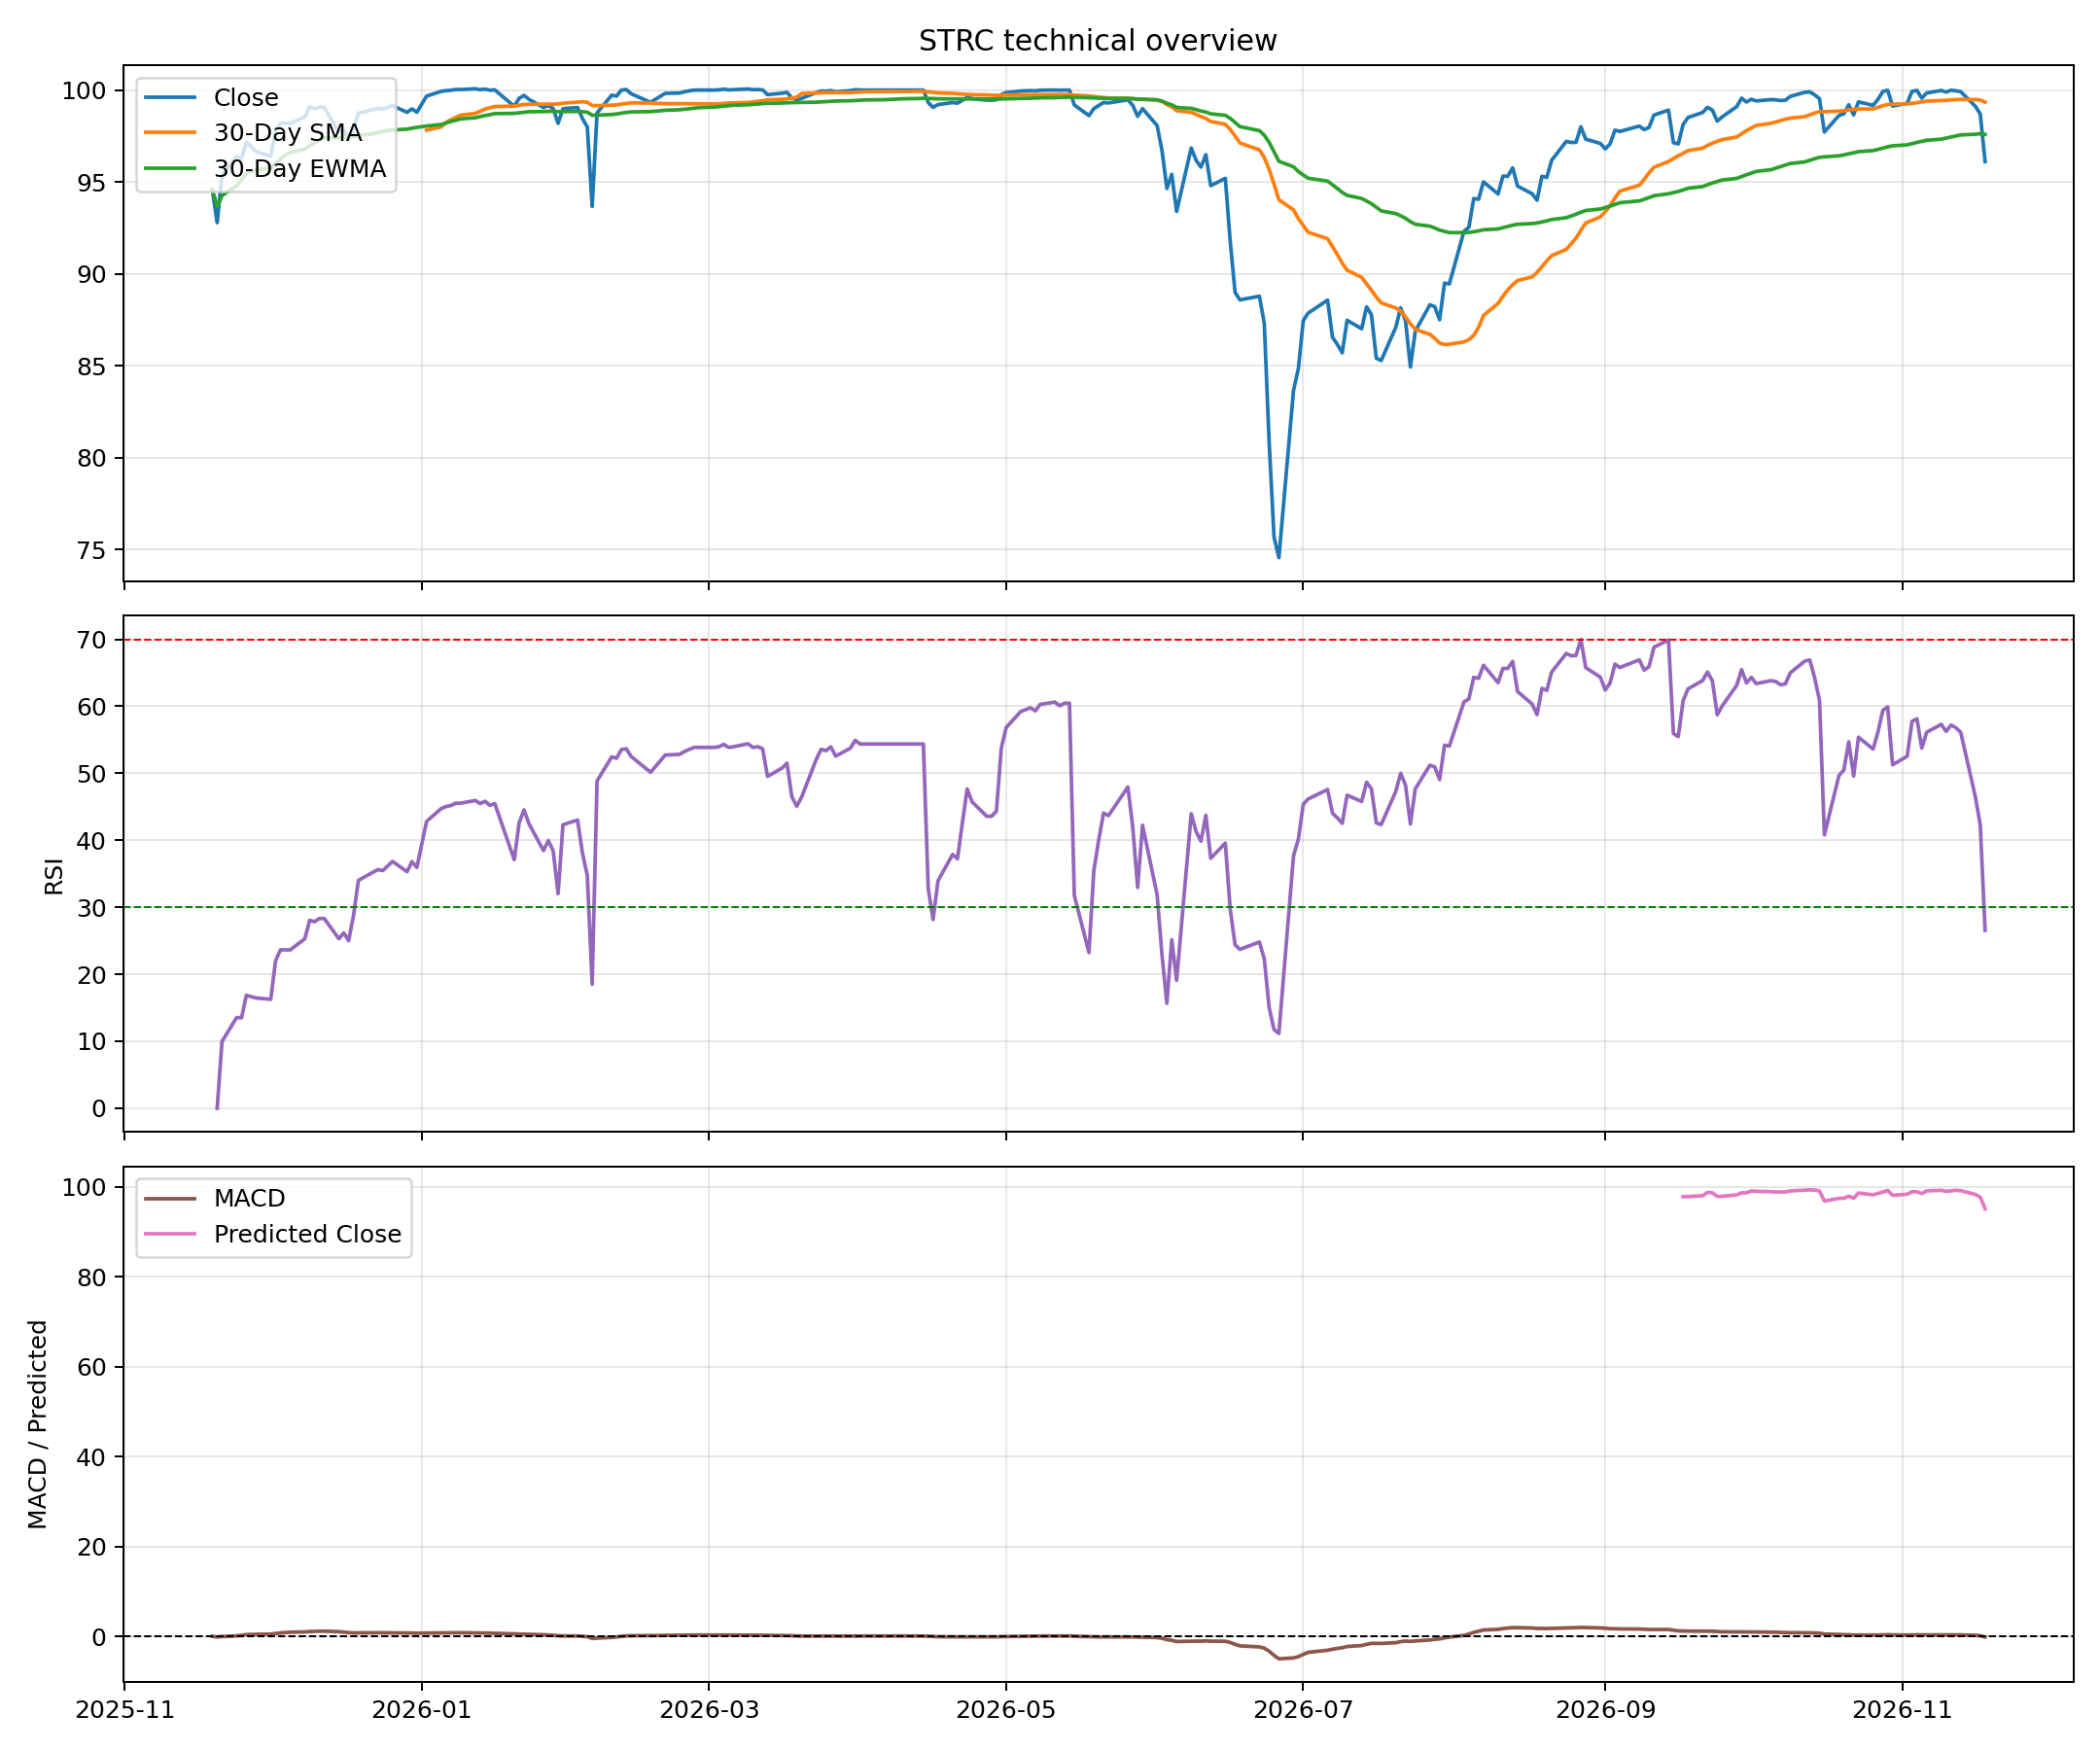 STRC technical overview
100
95
90
85
80
75
Close
30-Day SMA
30-Day EWMA
RSI
70
60
50
40
30
20
10
0
MACD / Predicted
100
80
60
40
20
0
MACD
Predicted Close
2025-11 2026-01 2026-03 2026-05 2026-07 2026-09 2026-11